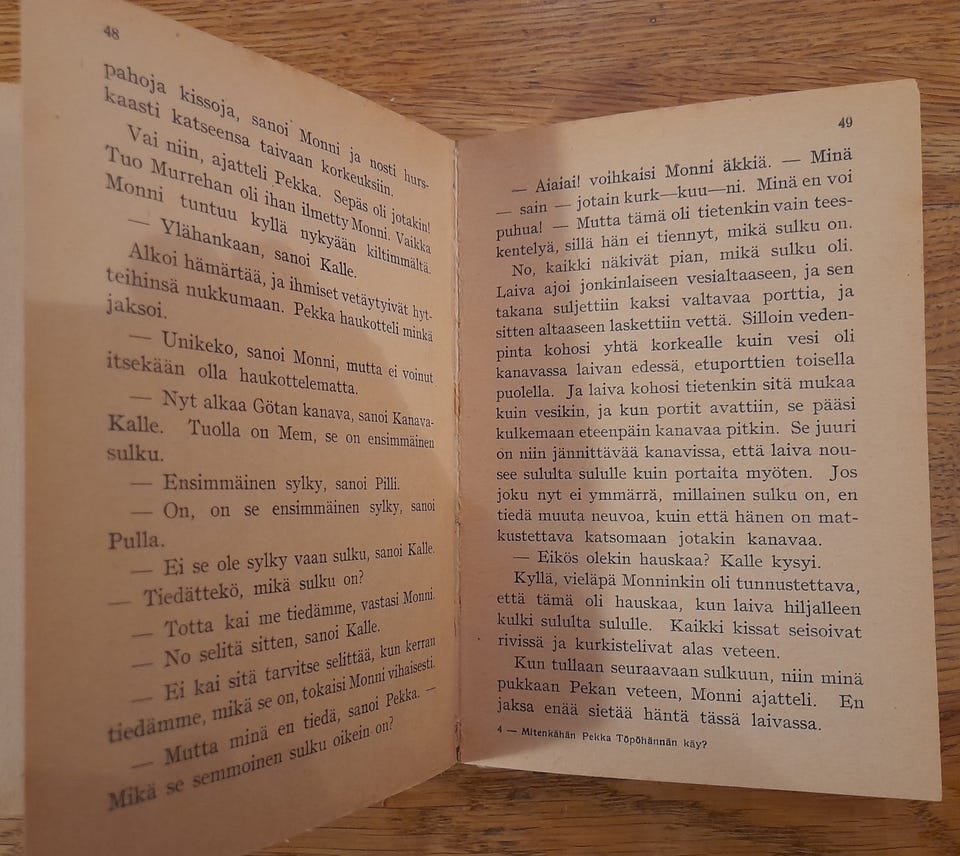 48
pahoja kissoja, sanoi Monni ja nosti hurs-
kaasti katseensa taivaan korkeuksiin.
Vai niin, ajatteli Pekka. Sepäs oli jotakin!
Tuo Murrehan oli ihan ilmetty Monni. Vaikka
Monni tuntuu kyllä nykyään kiltimmältä.
— Ylähankaan, sanoi Kalle.
Alkoi hämärtää, ja ihmiset vetäytyivät hyt-
teihinsä nukkumaan. Pekka haukotteli minkä
jaksoi.
— Unikeko, sanoi Monni, mutta ei voinut
itsekään olla haukottelematta.
— Nyt alkaa Götan kanava, sanoi Kanava-
Kalle. Tuolla on Mem, se on ensimmäinen
sulku.
— Ensimmäinen sylky, sanoi Pilli.
— On, on se ensimmäinen sylky, sanoi
Pulla.
— Ei se ole sylky vaan sulku, sanoi Kalle.
— Tiedättekö, mikä sulku on?
— Totta kai me tiedämme, vastasi Monni.
— No selitä sitten, sanoi Kalle.
— Ei kai sitä tarvitse selittää, kun kerran
tiedämme, mikä se on, tokaisi Monni vihaisesti.
— Mutta minä en tiedä, sanoi Pekka. —
Mikä se semmoinen sulku oikein on?
49
— Aiaiai! voihkaisi Monni äkkiä. — Minä
— sain — jotain kurk—kuu—ni. Minä en voi
puhua! — Mutta tämä oli tietenkin vain tees-
kentelyä, sillä hän ei tiennyt, mikä sulku on.
No, kaikki näkivät pian, mikä sulku oli.
Laiva ajoi jonkinlaiseen vesialtaaseen, ja sen
takana suljettiin kaksi valtavaa porttia, ja
sitten altaaseen laskettiin vettä. Silloin veden-
pinta kohosi yhtä korkealle kuin vesi oli
kanavassa laivan edessä, etuporttien toisella
puolella. Ja laiva kohosi tietenkin sitä mukaa
kuin vesikin, ja kun portit avattiin, se pääsi
kulkemaan eteenpäin kanavaa pitkin. Se juuri
on niin jännittävää kanavissa, että laiva nou-
see sululta sululle kuin portaita myöten. Jos
joku nyt ei ymmärrä, millainen sulku on, en
tiedä muuta neuvoa, kuin että hänen on mat-
kustettava katsomaan jotakin kanavaa.
— Eikös olekin hauskaa? Kalle kysyi.
Kyllä, vieläpä Monninkin oli tunnustettava,
että tämä oli hauskaa, kun laiva hiljalleen
kulki sululta sululle. Kaikki kissat seisoivat
rivissä ja kurkistelivat alas veteen.
Kun tullaan seuraavaan sulkuun, niin minä
pukkaan Pekan veteen, Monni ajatteli. En
jaksa enää sietää häntä tässä laivassa.
4 — Mitenkähän Pekka Töpöhännän käy?